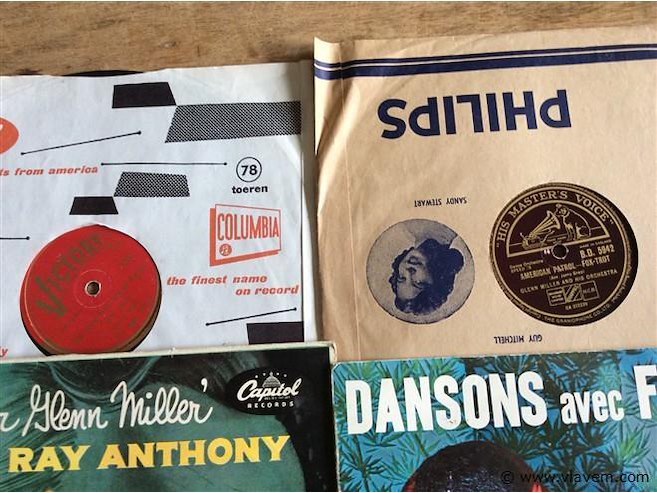 ts from america
78
toeren
COLUMBIA
the finest name
on record
VICTORY
PHILIPS
SANDY STEWART
GUY MITCHELL
"HIS MASTER'S VOICE"
B.D. 5942
AMERICAN PATROL—FOX-TROT
GLENN MILLER AND HIS ORCHESTRA
Glenn Miller'
RAY ANTHONY
Capitol
RECORDS
DANSONS avec F
© www.vlavem.com